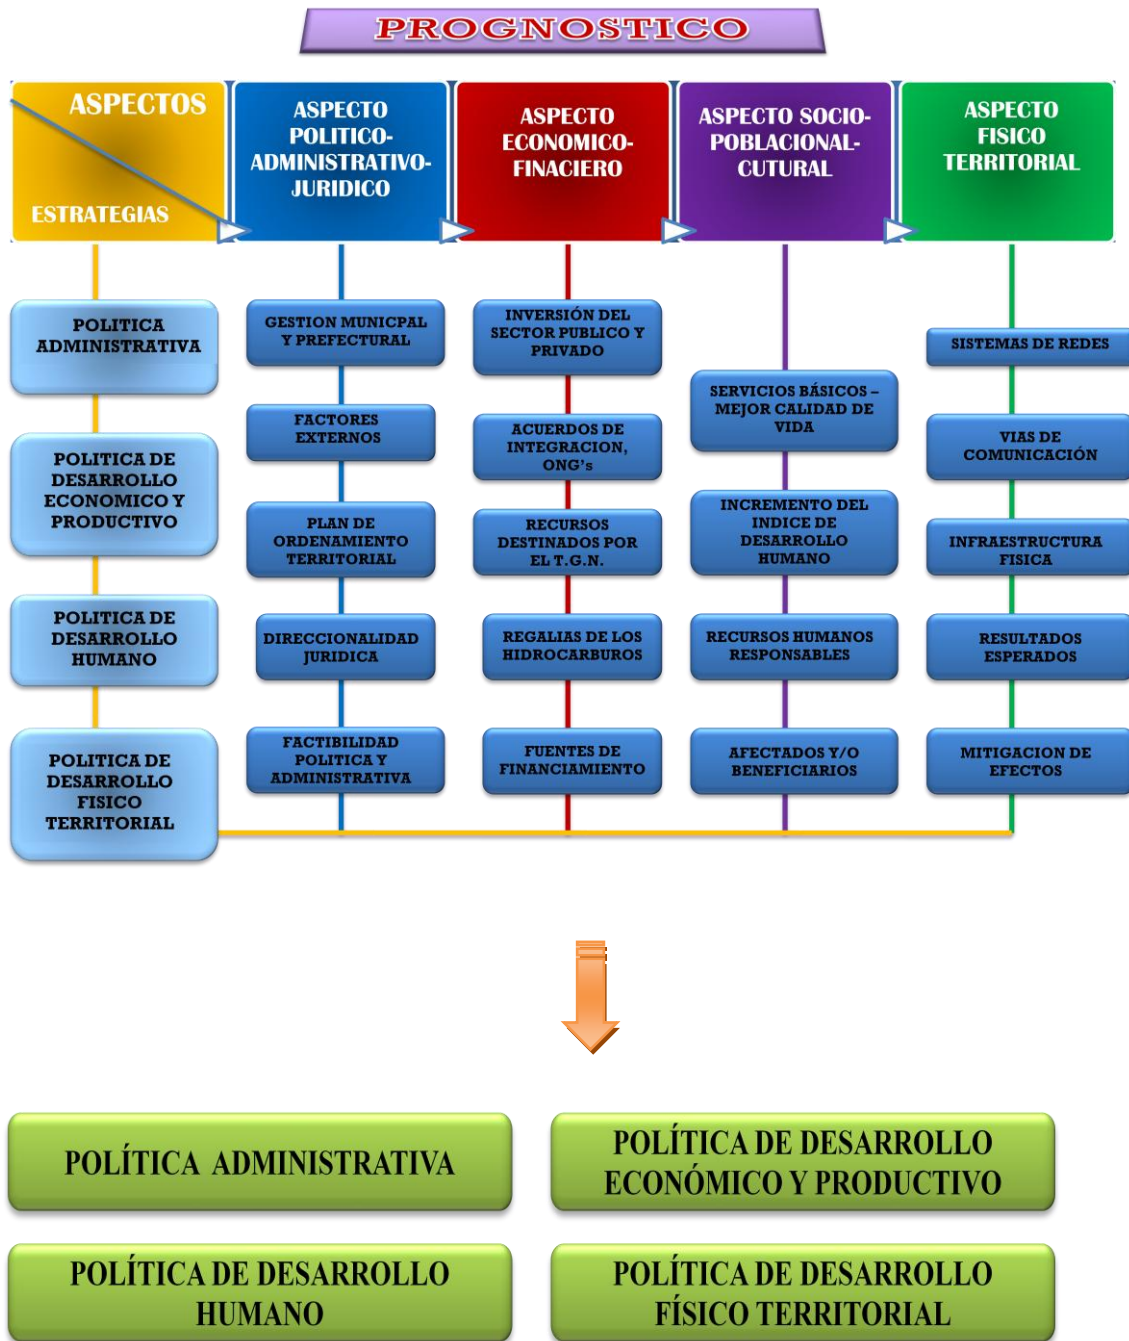 PROGNOSTICO
ASPECTOS
ESTRATEGIAS
ASPECTO
POLITICO-
ADMINISTRATIVO-
JURIDICO
ASPECTO
ECONOMICO-
FINACIERO
ASPECTO SOCIO-
POBLACIONAL-
CUTURAL
ASPECTO
FISICO
TERRITORIAL
POLITICA
ADMINISTRATIVA
POLITICA DE
DESARROLLO
ECONOMICO Y
PRODUCTIVO
POLITICA DE
DESARROLLO
HUMANO
POLITICA DE
DESARROLLO
FISICO
TERRITORIAL
GESTION MUNICPAL
Y PREFECTURAL
FACTORES
EXTERNOS
PLAN DE
ORDENAMIENTO
TERRITORIAL
DIRECCIONALIDAD
JURIDICA
FACTIBILIDAD
POLITICA Y
ADMINISTRATIVA
INVERSIÓN DEL
SECTOR PUBLICO Y
PRIVADO
ACUERDOS DE
INTEGRACION,
ONG's
RECURSOS
DESTINADOS POR
EL T.G.N.
REGALIAS DE LOS
HIDROCARBUROS
FUENTES DE
FINANCIAMIENTO
SERVICIOS BÁSICOS –
MEJOR CALIDAD DE
VIDA
INCREMENTO DEL
INDICE DE
DESARROLLO
HUMANO
RECURSOS HUMANOS
RESPONSABLES
AFECTADOS Y/O
BENEFICIARIOS
SISTEMAS DE REDES
VIAS DE
COMUNICACIÓN
INFRAESTRUCTURA
FISICA
RESULTADOS
ESPERADOS
MITIGACION DE
EFECTOS
POLÍTICA ADMINISTRATIVA
POLÍTICA DE DESARROLLO
ECONÓMICO Y PRODUCTIVO
POLÍTICA DE DESARROLLO
HUMANO
POLÍTICA DE DESARROLLO
FÍSICO TERRITORIAL